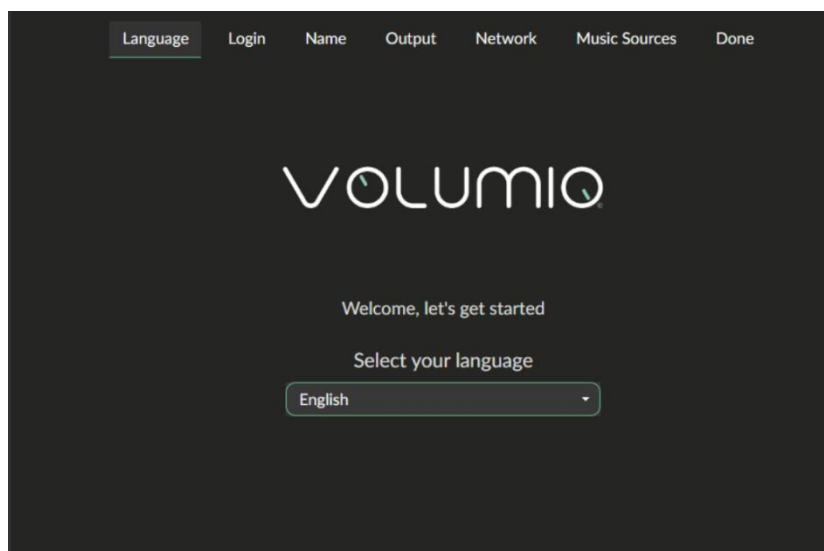 Language Login Name Output Network Music Sources Done
VOLUMIO
Welcome, let's get started
Select your language
English